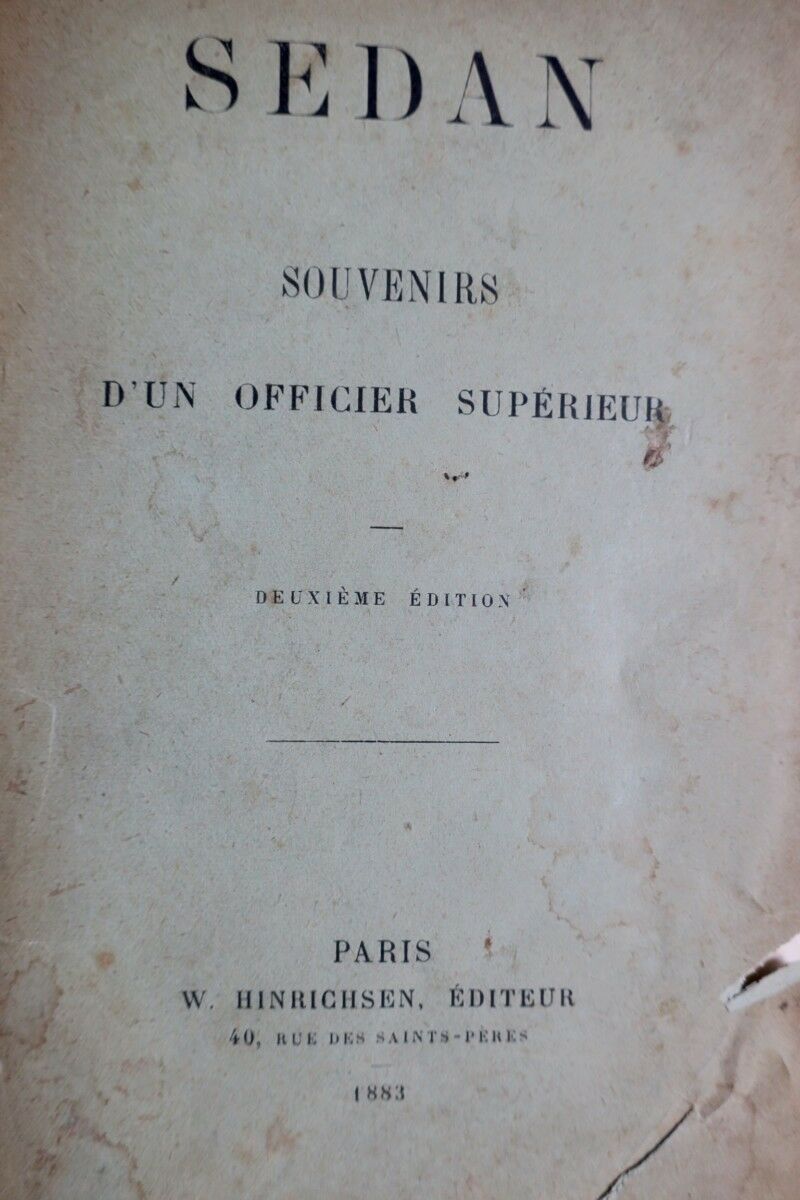 SEDAN
SOUVENIRS
D'UN OFFICIER SUPÉRIEUR
DEUXIÈME ÉDITION
PARIS
W. HINRICHSEN, ÉDITEUR
40, RUE DES SAINTS-PÈRES
1883